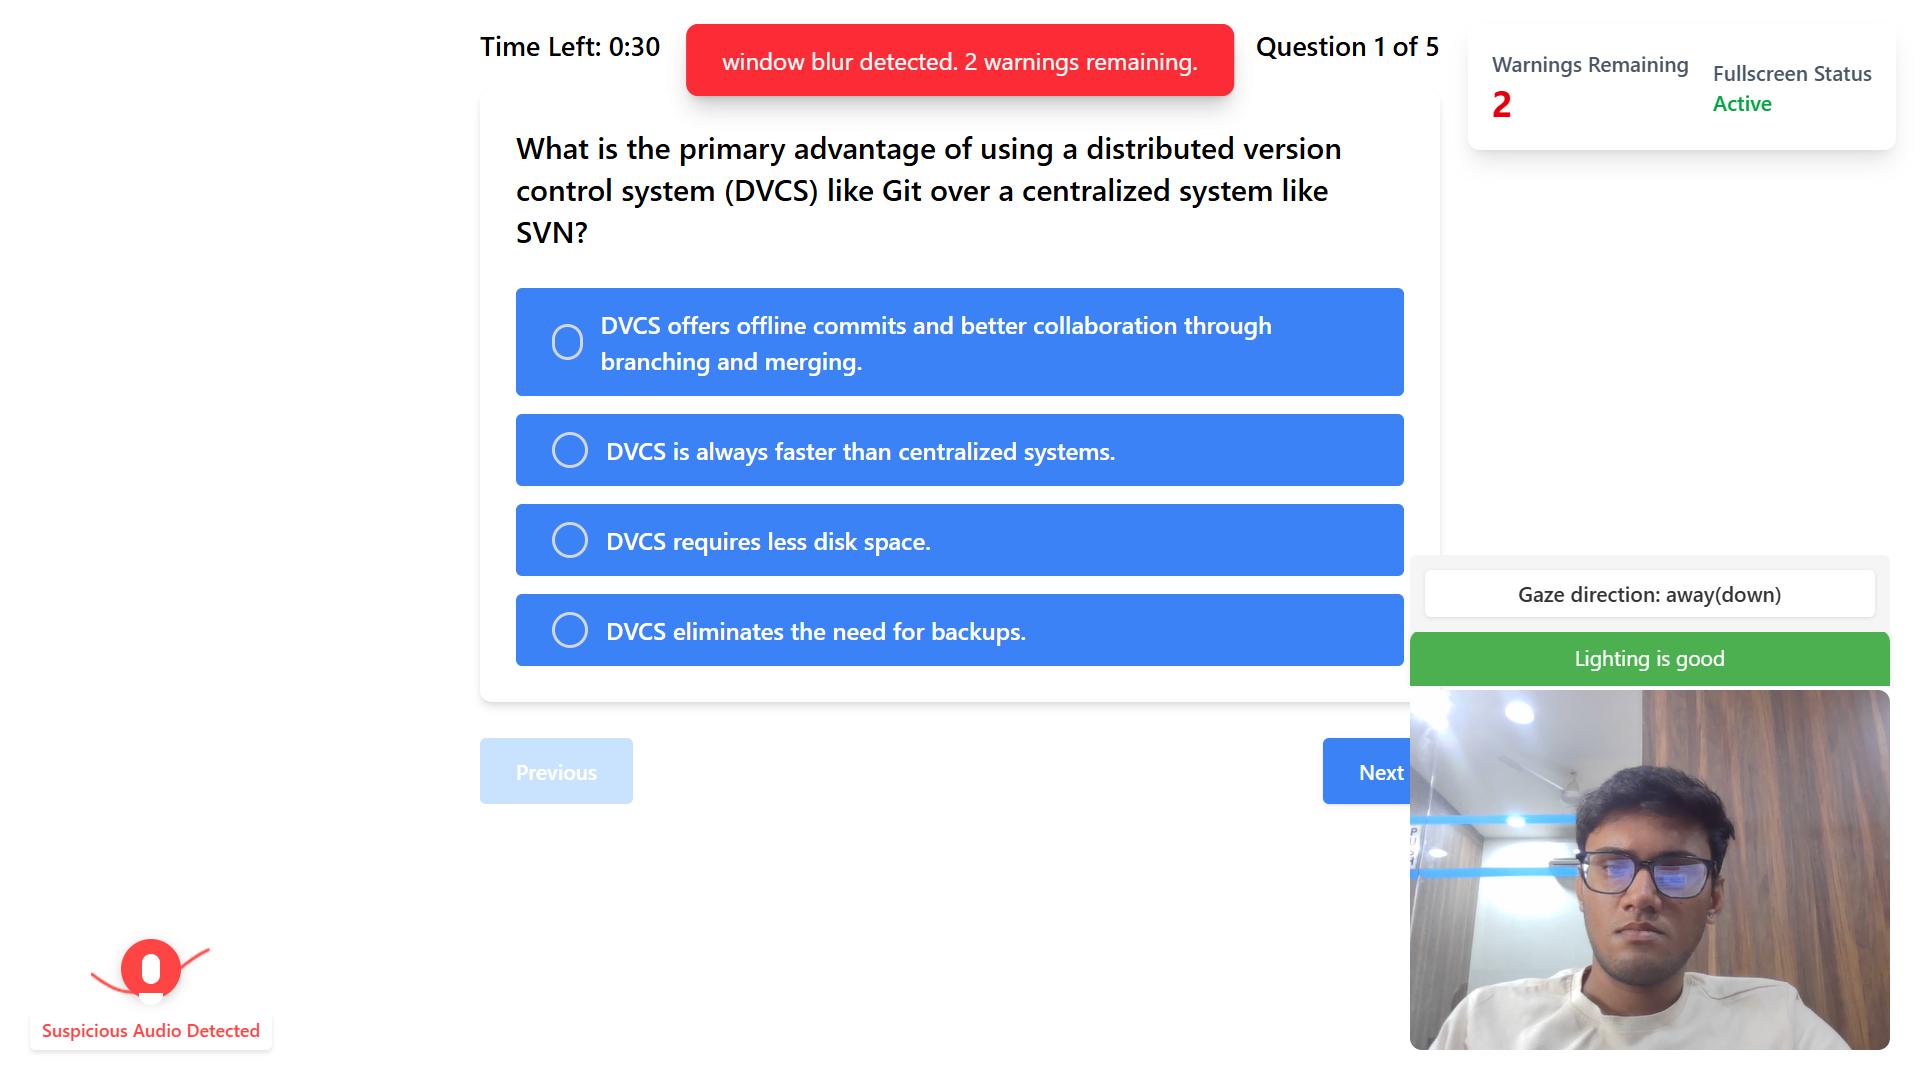 Time Left: 0:30
window blur detected. 2 warnings remaining.
Question 1 of 5
Warnings Remaining
2
Fullscreen Status
Active
What is the primary advantage of using a distributed version
control system (DVCS) like Git over a centralized system like
SVN?
DVCS offers offline commits and better collaboration through
branching and merging.
DVCS is always faster than centralized systems.
DVCS requires less disk space.
DVCS eliminates the need for backups.
Previous
Next
Gaze direction: away(down)
Lighting is good
Suspicious Audio Detected